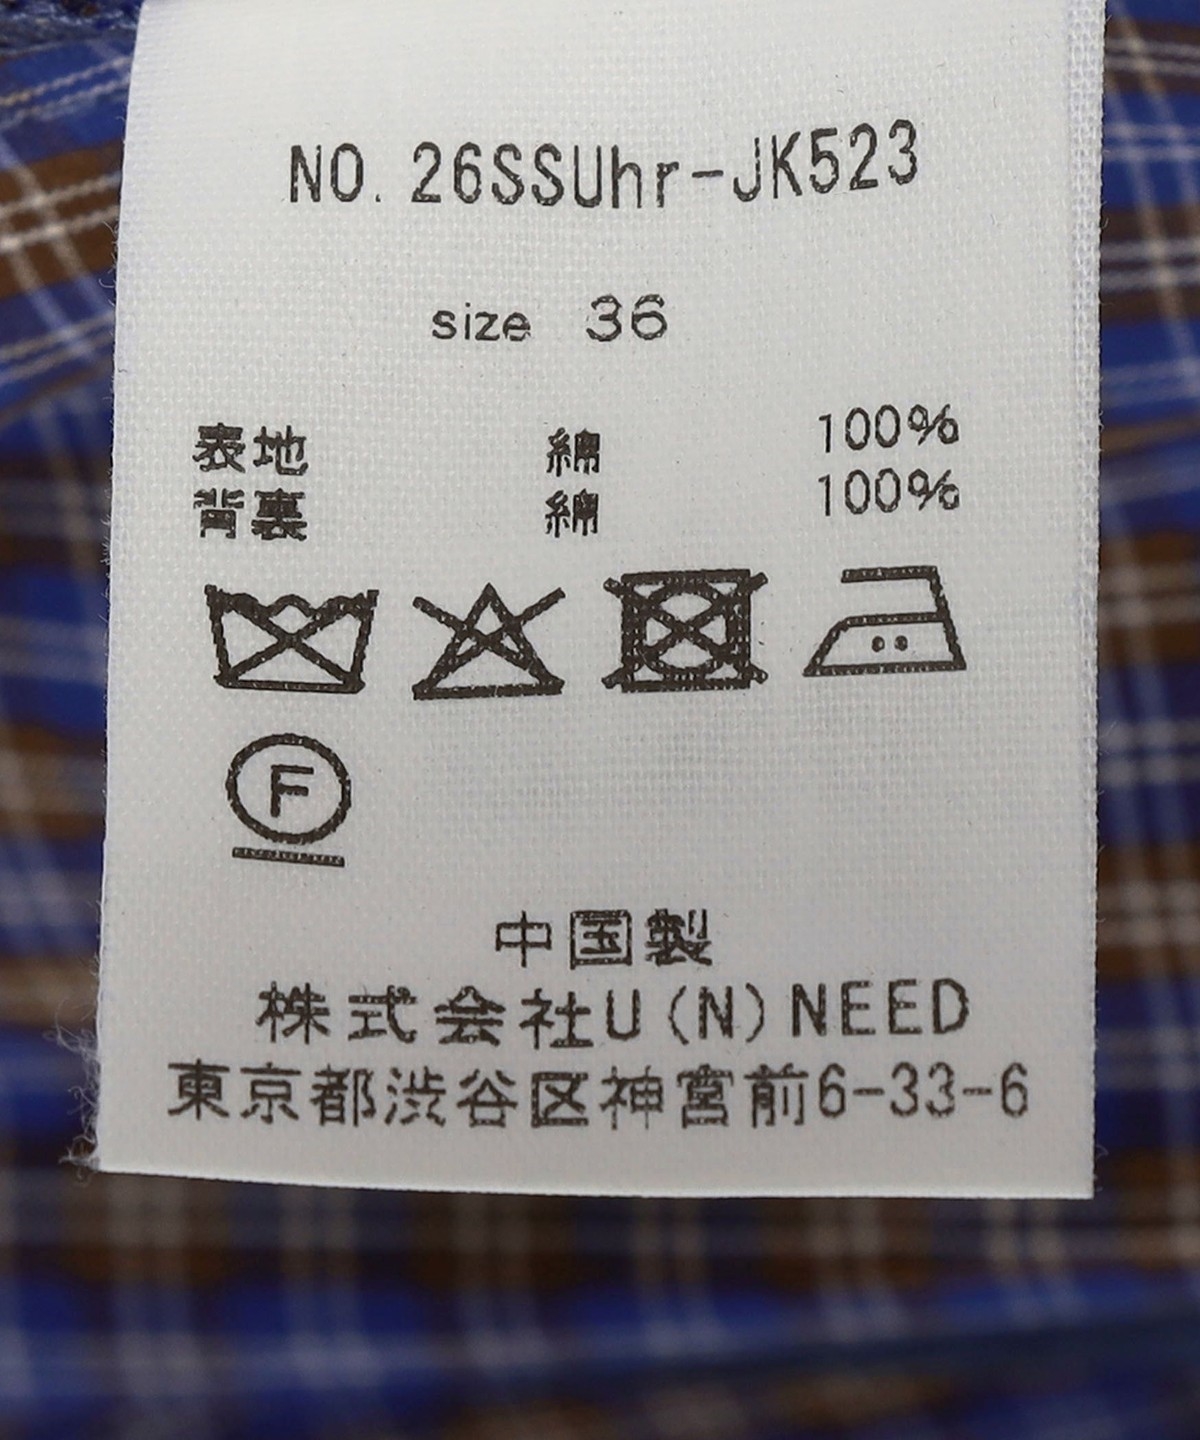 NO. 26SSUhr-JK523
size 36
表地 綿 100%
背裏 綿 100%
F
中国製
株式会社U(N)NEED
東京都渋谷区神宮前6-33-6